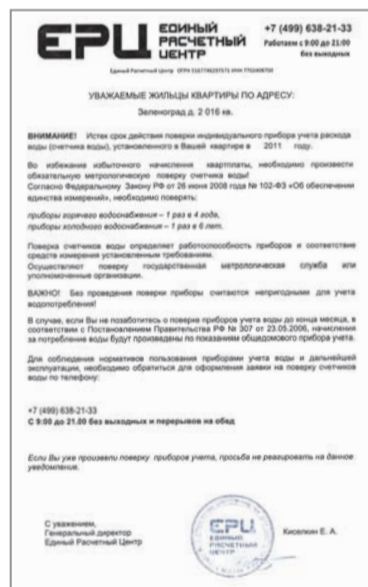 ЕРЦ ЕДИНЫЙ
РАСЧЕТНЫЙ
ЦЕНТР
+7 (499) 638-21-33
Работаем с 9:00 до 21:00
без выходных
Единый Расчетный Центр
УВАЖАЕМЫЕ ЖИЛЬЦЫ КВАРТИРЫ ПО АДРЕСУ:
Зеленоград д. 2 016 кв.
ВНИМАНИЕ! Истек срок действия поверки индивидуального прибора учета расхода
воды (счетчика воды), установленного в Вашей квартире в 2011 году.
Во избежание избыточного начисления квартплаты, необходимо произвести
обязательную метрологическую поверку счетчика воды!
Согласно Федеральному Закону РФ от 26 июня 2008 года № 102-ФЗ «Об обеспечении
единства измерений», необходимо поверять:
приборы горячего водоснабжения – 1 раз в 4 года,
приборы холодного водоснабжения – 1 раз в 6 лет.
Поверка счетчиков воды определяет работоспособность приборов и соответствие
средств измерения установленным требованиям.
Осуществляют поверку государственная метрологическая служба или
уполномоченные организации.
ВАЖНО! Без проведения поверки приборы считаются непригодными для учета
водопотребления!
В случае, если Вы не позаботитесь о поверке приборов учета воды до конца месяца, в
соответствии с Постановлением Правительства РФ № 307 от 23.05.2006, начисления
за потребление воды будут произведены по показаниям общедомового прибора учета.
Для соблюдения нормативов пользования приборами учета воды и дальнейшей
эксплуатации, необходимо обратиться для оформления заявки на поверку счетчиков
воды по телефону:
+7 (499) 638-21-33
С 9:00 до 21.00 без выходных и перерывов на обед
Если Вы уже произвели поверку приборов учета, просьба не реагировать на данное
уведомление.
С уважением,
Генеральный директор
Единый Расчетный Центр
ЕРЦ
ЕДИНЫЙ
РАСЧЕТНЫЙ
ЦЕНТР
Киселкин Е. А.